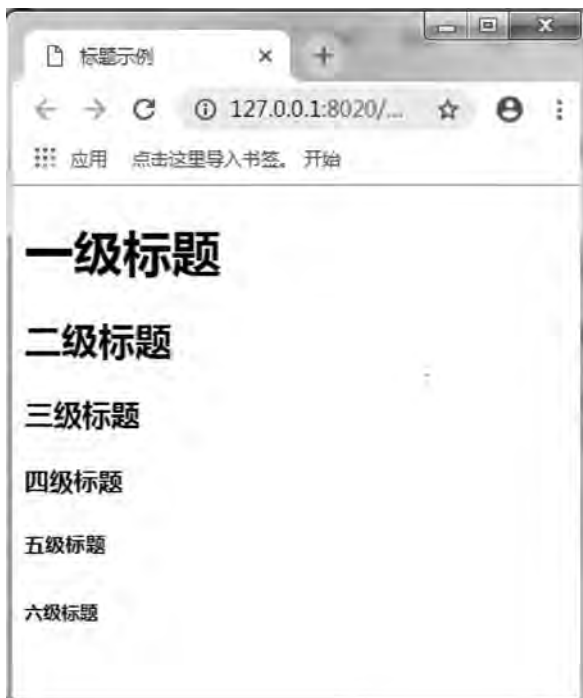 标题示例
127.0.0.1:8020/...
应用 点击这里导入书签。 开始
一级标题
二级标题
三级标题
四级标题
五级标题
六级标题